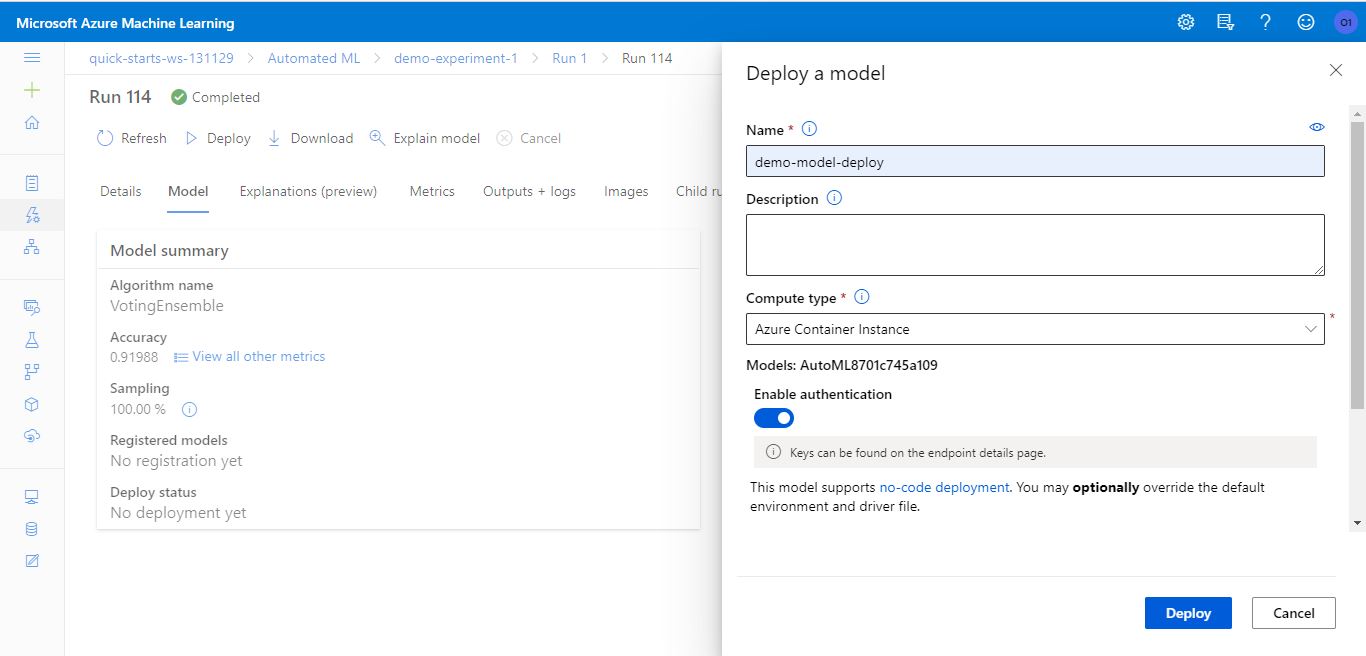 Microsoft Azure Machine Learning
O1
quick-starts-ws-131129 > Automated ML > demo-experiment-1 > Run 1 > Run 114
Run 114 Completed
Refresh Deploy Download Explain model Cancel
Details Model Explanations (preview) Metrics Outputs + logs Images Child ru
Model summary
Algorithm name
VotingEnsemble
Accuracy
0.91988 View all other metrics
Sampling
100.00 %
Registered models
No registration yet
Deploy status
No deployment yet
Deploy a model
Name *
demo-model-deploy
Description
Compute type *
Azure Container Instance
*
Models: AutoML8701c745a109
Enable authentication
Keys can be found on the endpoint details page.
This model supports no-code deployment. You may optionally override the default
environment and driver file.
Deploy Cancel